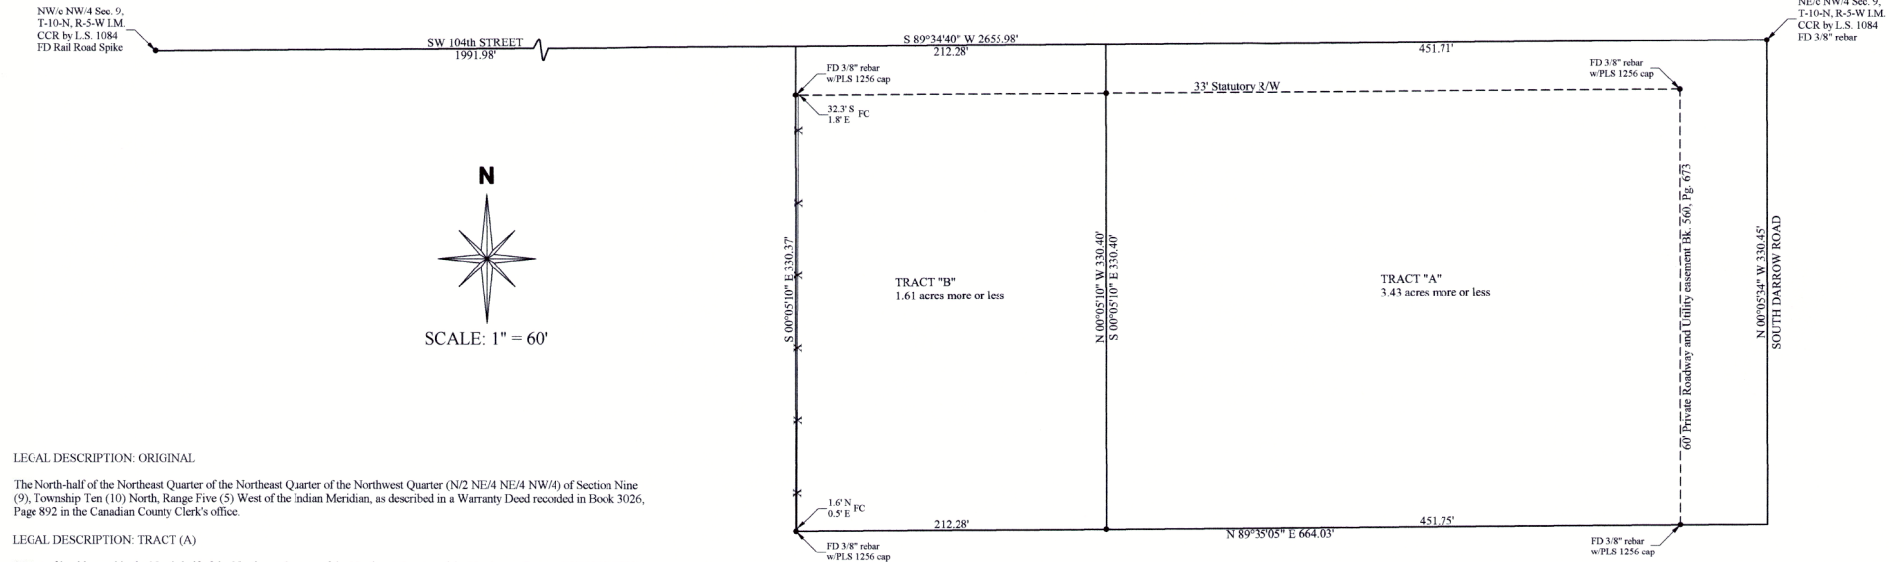 NW/c NW/4 Sec. 9,
T-10-N, R-5-W I.M.
CCR by L.S. 1084
FD Rail Road Spike
SW 104th STREET
1991.98'
S 89°34'40" W 2655.98'
212.28'
451.71'
NE/c NW/4 Sec. 9,
T-10-N, R-5-W I.M.
CCR by L.S. 1084
FD 3/8" rebar
FD 3/8" rebar
w/PLS 1256 cap
FD 3/8" rebar
w/PLS 1256 cap
33' Statutory R/W
32.3' S
1.8' E
FC
N
SCALE: 1" = 60'
S 00°05'10" E 330.37'
TRACT "B"
1.61 acres more or less
N 00°05'10" W 330.40'
S 00°05'10" E 330.40'
TRACT "A"
3.43 acres more or less
60' Private Roadway and Utility easement Bk. 560, Pg. 673
N 00°05'34" W 330.45'
SOUTH DARROW ROAD
LEGAL DESCRIPTION: ORIGINAL
The North-half of the Northeast Quarter of the Northeast Quarter of the Northwest Quarter (N/2 NE/4 NE/4 NW/4) of Section Nine
(9), Township Ten (10) North, Range Five (5) West of the Indian Meridian, as described in a Warranty Deed recorded in Book 3026,
Page 892 in the Canadian County Clerk's office.
LEGAL DESCRIPTION: TRACT (A)
1.6' N
0.5' E
FC
212.28'
N 89°35'05" E 664.03'
451.75'
FD 3/8" rebar
w/PLS 1256 cap
FD 3/8" rebar
w/PLS 1256 cap